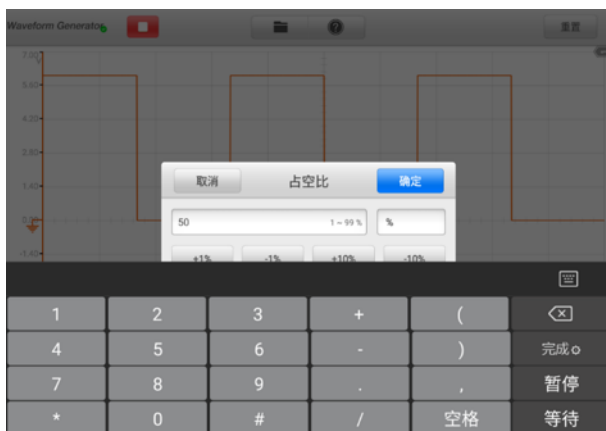 Waveform Generator 重置
7.00
5.60
4.20
2.80
1.40
0.00
-1.40
取消 占空比 确定
50 1 ~ 99 % %
+1% -1% +10% -10%
1 2 3 + (
4 5 6 - ) 完成
7 8 9 . , 暂停
* 0 # / 空格 等待